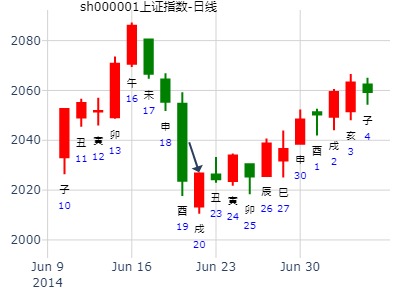 sh000001上证指数-日线
2080
2060
2040
2020
2000
子
10
丑
11
寅
12
卯
13
午
16
未
17
申
18
酉
19
戌
20
丑
23
寅
24
卯
25
辰
26
巳
27
申
30
酉
1
戌
2
亥
3
子
4
Jun 9
2014
Jun 16
Jun 23
Jun 30